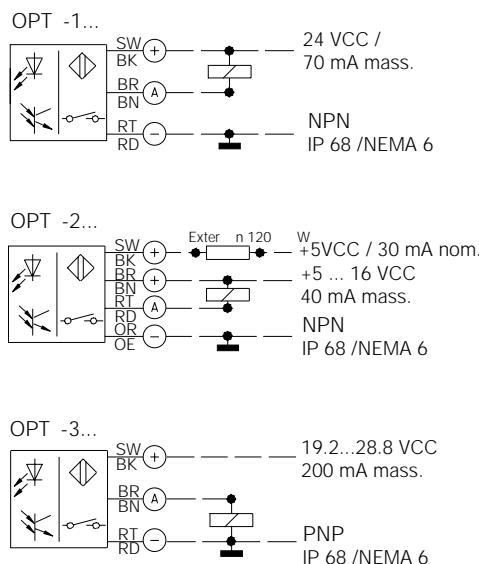 OPT -1...
SW
BK
+
24 VCC /
70 mA mass.
BR
BN
A
RT
RD
−
NPN
IP 68 /NEMA 6
OPT -2...
SW
BK
+
Exter n 120 W
+5VCC / 30 mA nom.
BR
BN
+
+5 ... 16 VCC
40 mA mass.
RT
RD
A
OR
OE
−
NPN
IP 68 /NEMA 6
OPT -3...
SW
BK
+
19.2...28.8 VCC
200 mA mass.
BR
BN
A
RT
RD
−
PNP
IP 68 /NEMA 6